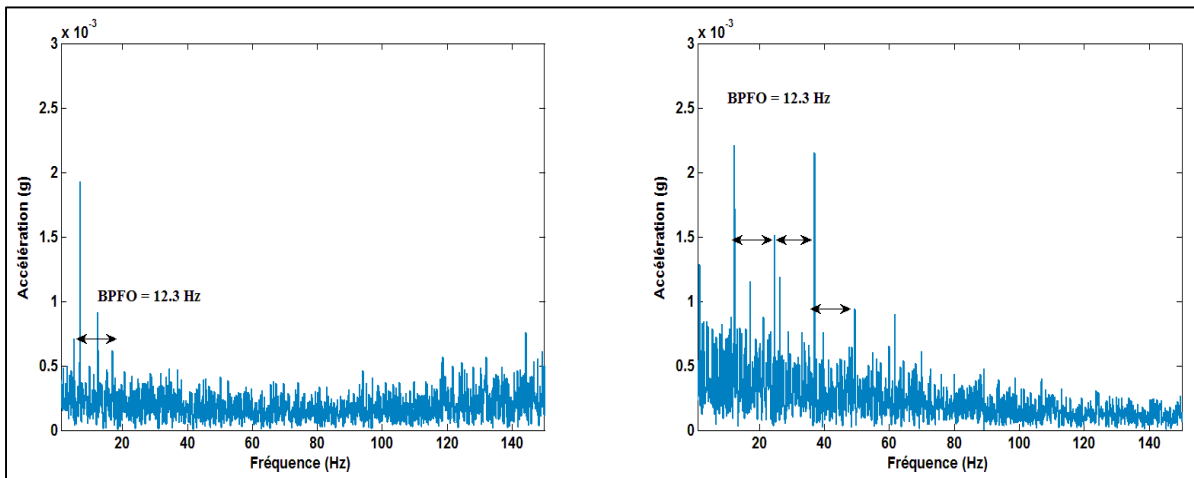 3 x 10⁻³
2.5
2
1.5
1
0.5
0
Accélération (g)
BPFO = 12.3 Hz
20 40 60 80 100 120 140
Fréquence (Hz)
3 x 10⁻³
2.5
2
1.5
1
0.5
0
Accélération (g)
BPFO = 12.3 Hz
20 40 60 80 100 120 140
Fréquence (Hz)